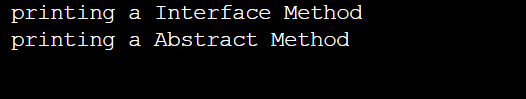 printing a Interface Method
printing a Abstract Method